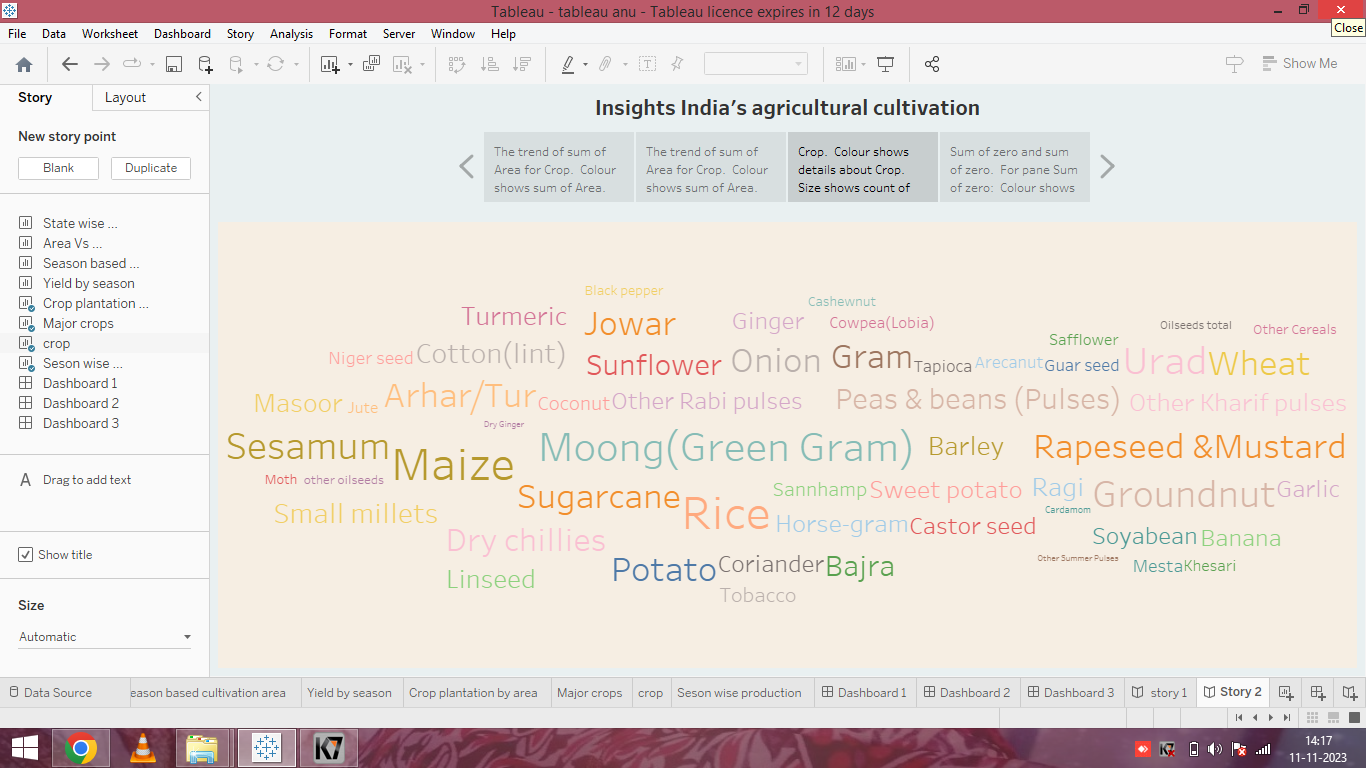 Tableau - tableau anu - Tableau licence expires in 12 days
Close
File Data Worksheet Dashboard Story Analysis Format Server Window Help
Show Me
Story Layout
New story point
Blank Duplicate
State wise ...
Area Vs ...
Season based ...
Yield by season
Crop plantation ...
Major crops
crop
Seson wise ...
Dashboard 1
Dashboard 2
Dashboard 3
A Drag to add text
Show title
Size
Automatic
Insights India's agricultural cultivation
The trend of sum of
Area for Crop. Colour
shows sum of Area.
The trend of sum of
Area for Crop. Colour
shows sum of Area.
Crop. Colour shows
details about Crop.
Size shows count of
Sum of zero and sum
of zero. For pane Sum
of zero: Colour shows
Black pepper
Cashewnut
Turmeric Jowar Ginger Cowpea(Lobia) Oilseeds total Other Cereals
Safflower
Niger seed Cotton(lint) Sunflower Onion Gram Tapioca Arecanut Guar seed Urad Wheat
Masoor Jute Arhar/Tur Coconut Other Rabi pulses Peas & beans (Pulses) Other Kharif pulses
Dry Ginger
Sesamum Maize Moong(Green Gram) Barley Rapeseed &Mustard
Moth other oilseeds
Sugarcane Sannhamp Sweet potato Ragi Groundnut Garlic
Small millets Rice Horse-gram Castor seed Cardamom
Dry chillies Soyabean Banana
Other Summer Pulses
Linseed Potato Coriander Bajra Mesta Khesari
Tobacco
Data Source eason based cultivation area Yield by season Crop plantation by area Major crops crop Seson wise production Dashboard 1 Dashboard 2 Dashboard 3 story 1 Story 2
K7
14:17
11-11-2023